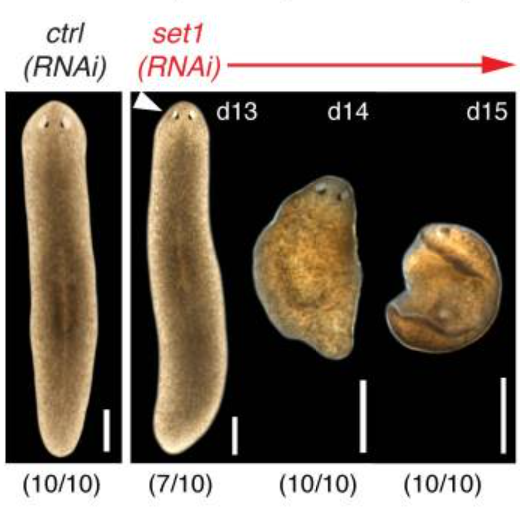 ctrl
(RNAi)
set1
(RNAi)
d13
d14
d15
(10/10)
(7/10)
(10/10)
(10/10)